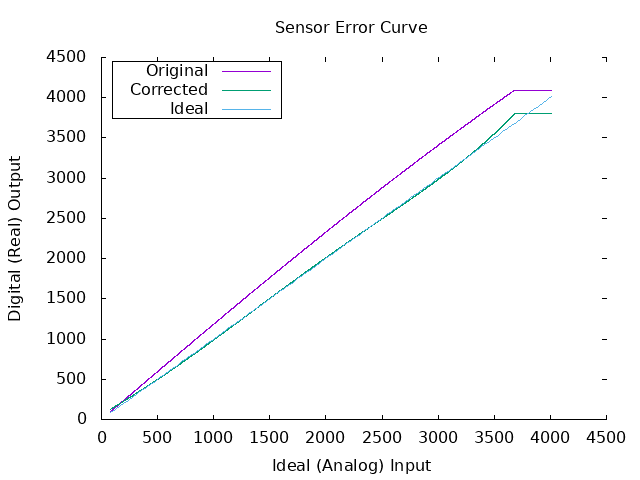 Sensor Error Curve
4500
4000
3500
3000
2500
2000
1500
1000
500
0
Original
Corrected
Ideal
Digital (Real) Output
0 500 1000 1500 2000 2500 3000 3500 4000 4500
Ideal (Analog) Input